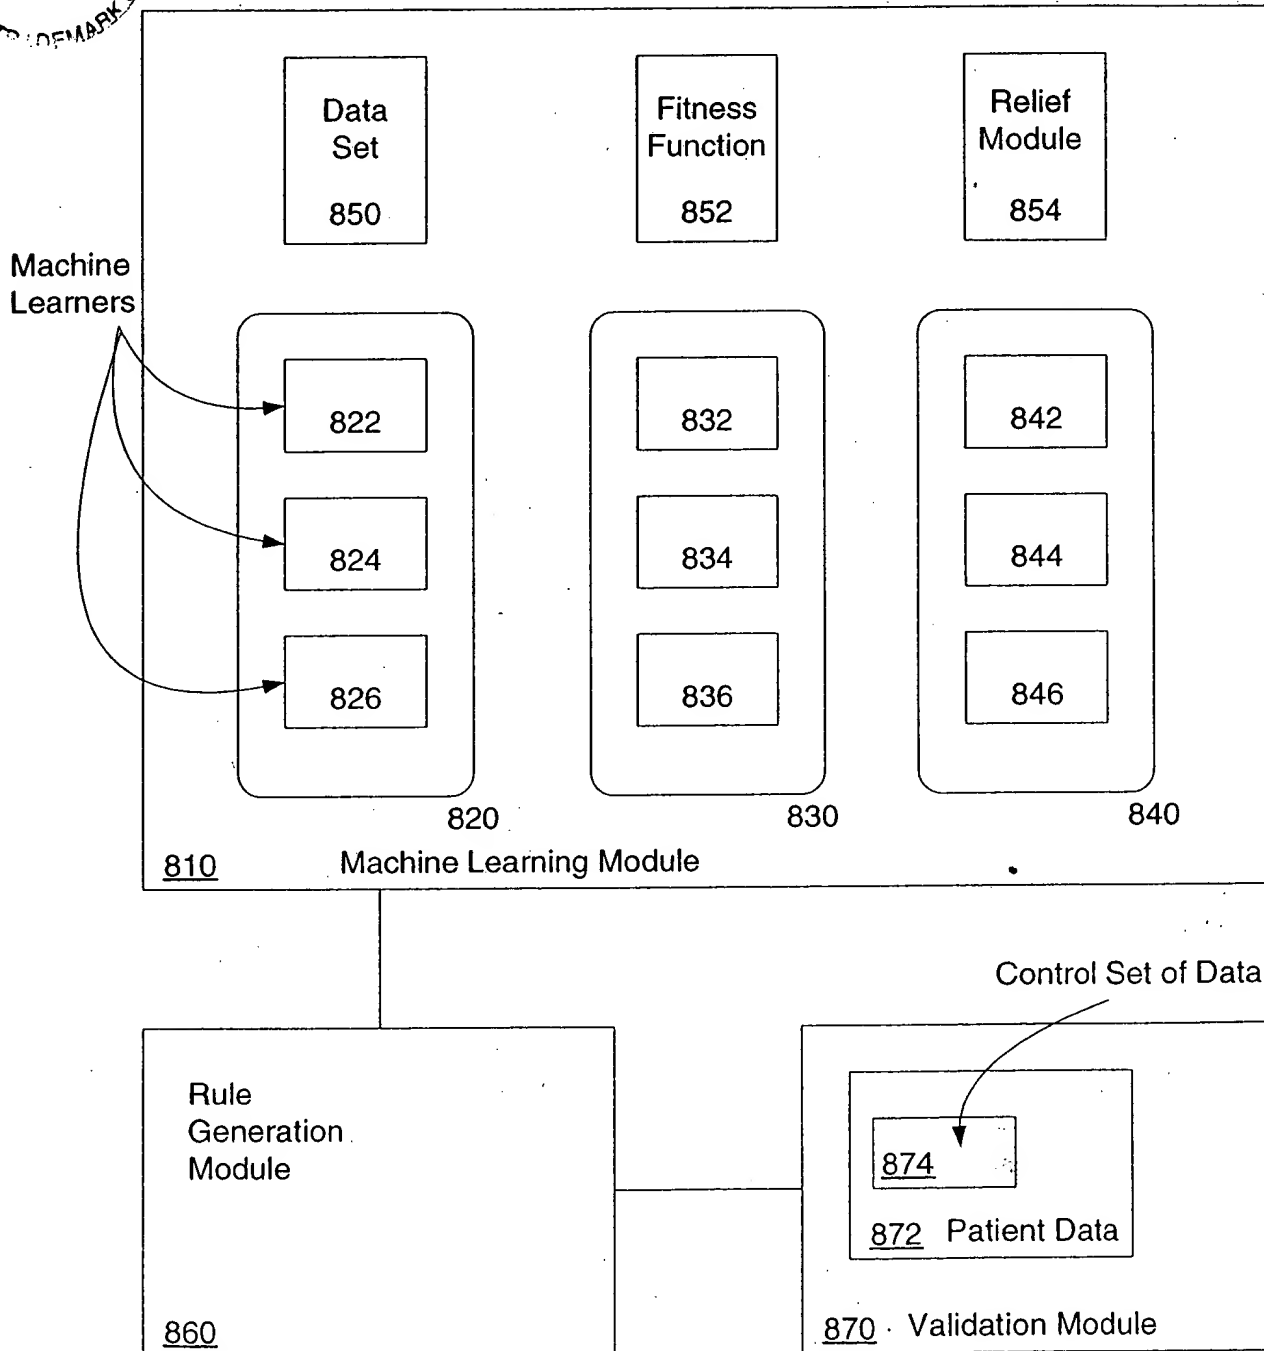 TRADEMARK
Data
Set
850
Fitness
Function
852
Relief
Module
854
Machine
Learners
822
824
826
832
834
836
842
844
846
820
830
840
810 Machine Learning Module
Control Set of Data
Rule
Generation
Module
860
874
872 Patient Data
870 Validation Module